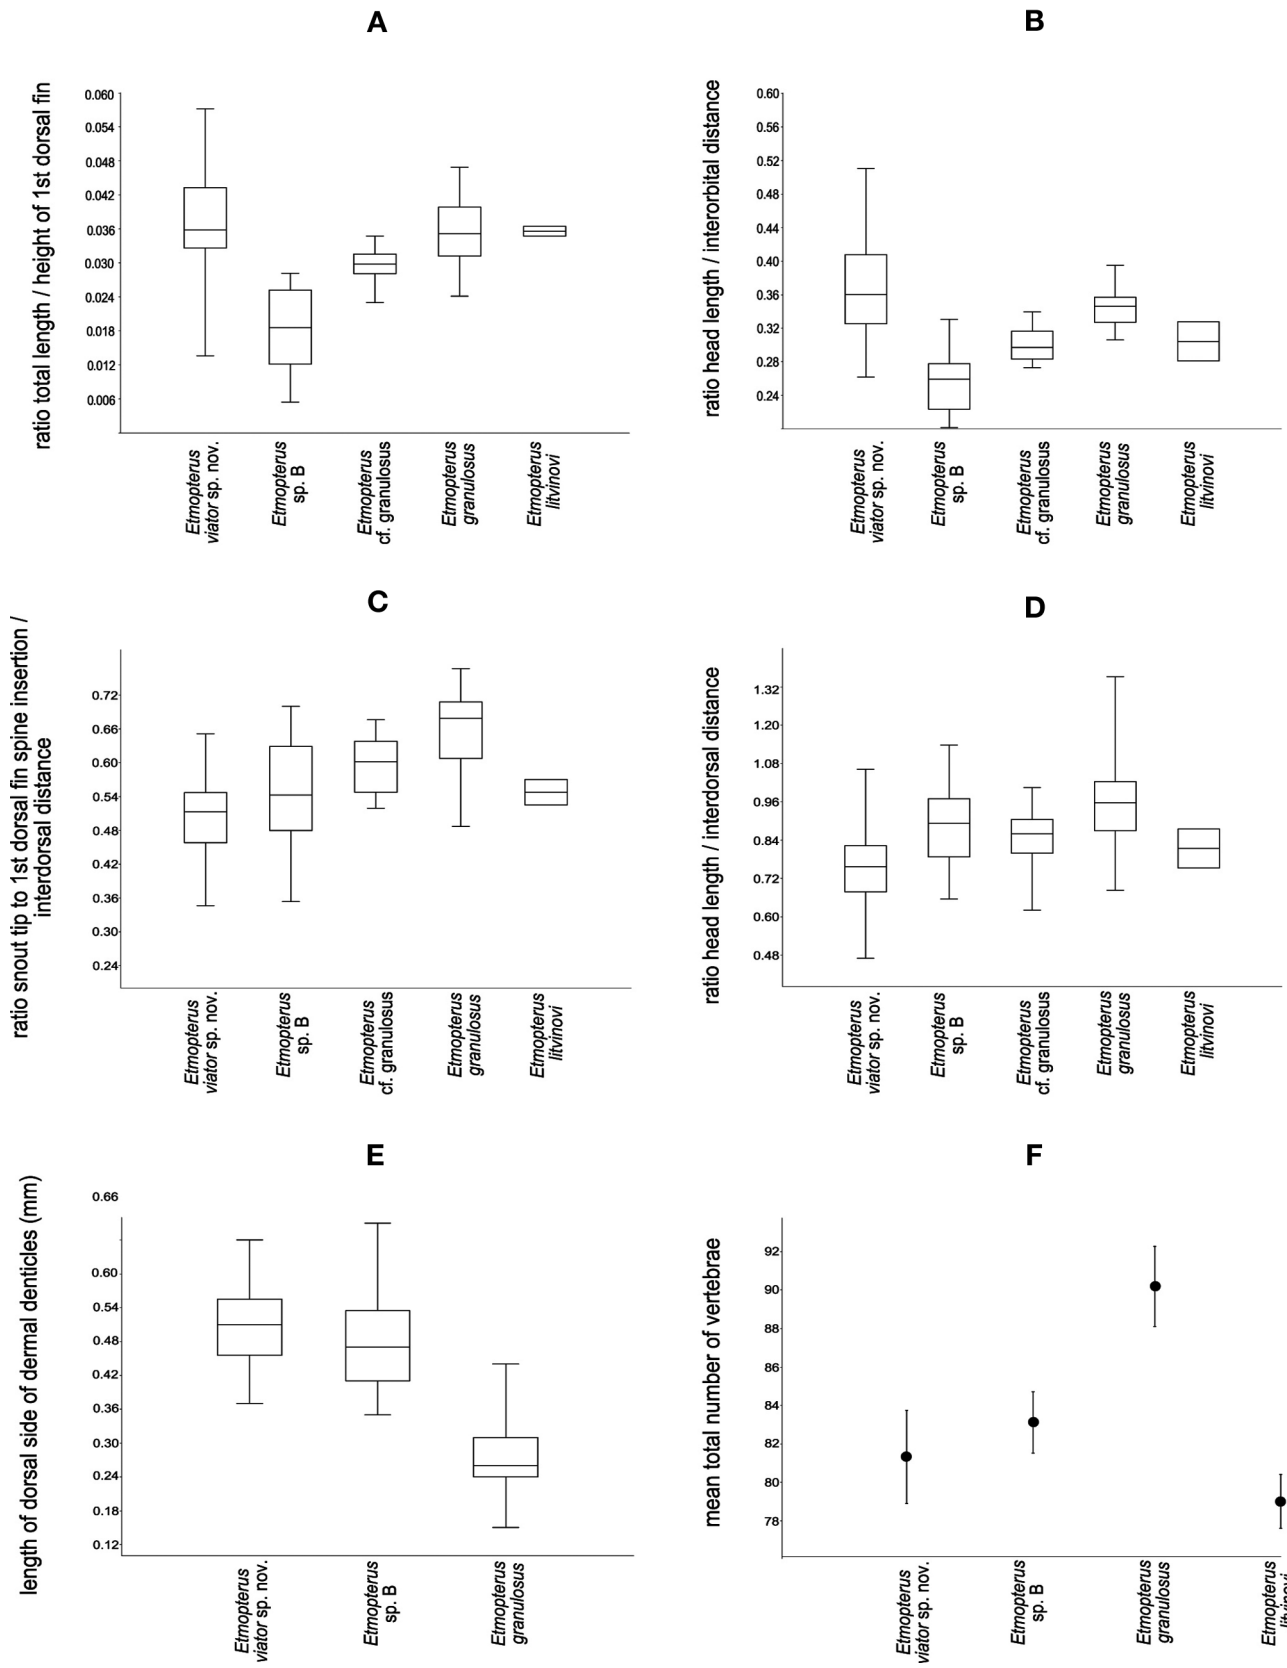 A
ratio total length / height of 1st dorsal fin
0.060
0.054
0.048
0.042
0.036
0.030
0.024
0.018
0.012
0.006
Etmopterus
viator sp. nov.
Etmopterus
sp. B
Etmopterus
cf. granulosus
Etmopterus
granulosus
Etmopterus
litvinovi
B
ratio head length / interorbital distance
0.60
0.56
0.52
0.48
0.44
0.40
0.36
0.32
0.28
0.24
Etmopterus
viator sp. nov.
Etmopterus
sp. B
Etmopterus
cf. granulosus
Etmopterus
granulosus
Etmopterus
litvinovi
C
ratio snout tip to 1st dorsal fin spine insertion /
interdorsal distance
0.72
0.66
0.60
0.54
0.48
0.42
0.36
0.30
0.24
Etmopterus
viator sp. nov.
Etmopterus
sp. B
Etmopterus
cf. granulosus
Etmopterus
granulosus
Etmopterus
litvinovi
D
ratio head length / interdorsal distance
1.32
1.20
1.08
0.96
0.84
0.72
0.60
0.48
Etmopterus
viator sp. nov.
Etmopterus
sp. B
Etmopterus
cf. granulosus
Etmopterus
granulosus
Etmopterus
litvinovi
E
length of dorsal side of dermal denticles (mm)
0.66
0.60
0.54
0.48
0.42
0.36
0.30
0.24
0.18
0.12
Etmopterus
viator sp. nov.
Etmopterus
sp. B
Etmopterus
granulosus
F
mean total number of vertebrae
92
90
88
86
84
82
80
78
Etmopterus
viator sp. nov.
Etmopterus
sp. B
Etmopterus
granulosus
Etmopterus
litvinovi